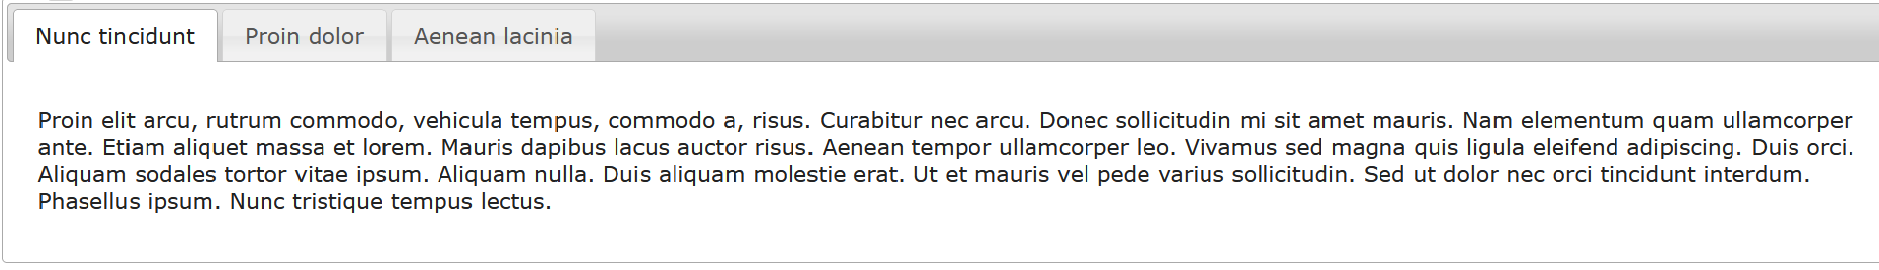 Nunc tincidunt Proin dolor Aenean lacinia
Proin elit arcu, rutrum commodo, vehicula tempus, commodo a, risus. Curabitur nec arcu. Donec sollicitudin mi sit amet mauris. Nam elementum quam ullamcorper
ante. Etiam aliquet massa et lorem. Mauris dapibus lacus auctor risus. Aenean tempor ullamcorper leo. Vivamus sed magna quis ligula eleifend adipiscing. Duis orci.
Aliquam sodales tortor vitae ipsum. Aliquam nulla. Duis aliquam molestie erat. Ut et mauris vel pede varius sollicitudin. Sed ut dolor nec orci tincidunt interdum.
Phasellus ipsum. Nunc tristique tempus lectus.